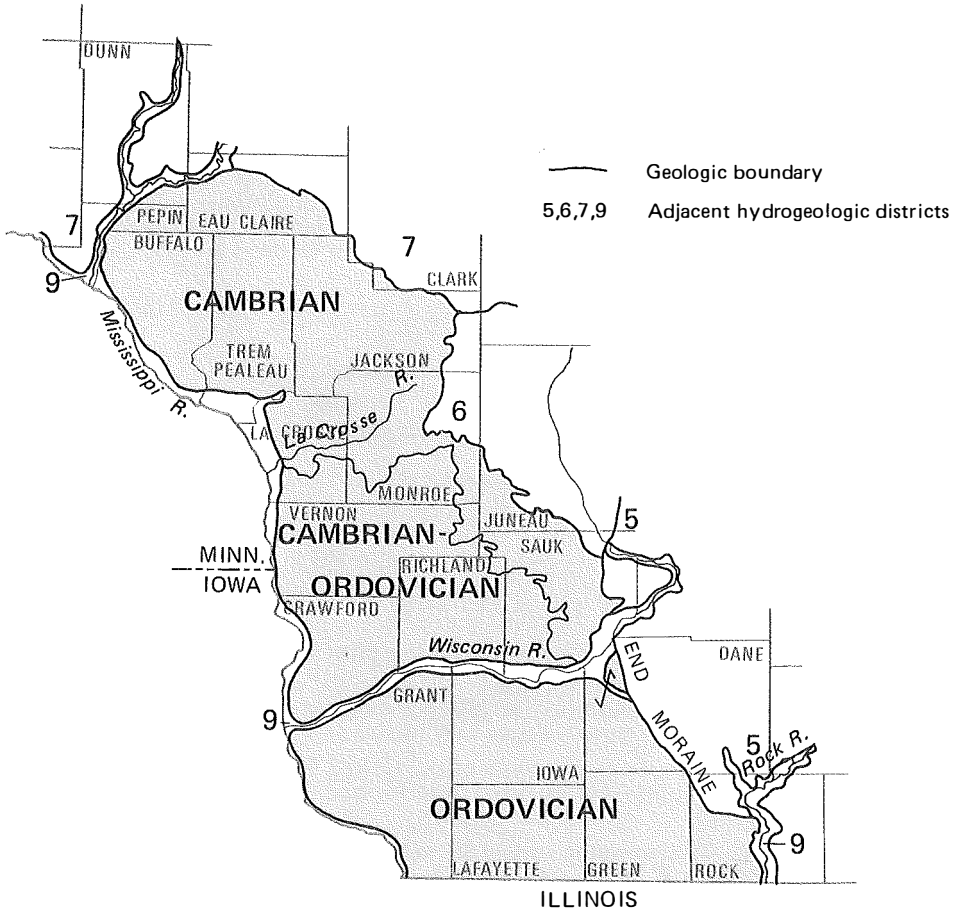 DUNN
Geologic boundary
5,6,7,9 Adjacent hydrogeologic districts
7
PEPIN
EAU CLAIRE
BUFFALO
7
9
CLARK
CAMBRIAN
Mississippi R.
TREM
PEALEAU
JACKSON
6
LA CROSSE
La Crosse R.
MONROE
VERNON
JUNEAU
5
CAMBRIAN-
ORDOVICIAN
SAUK
MINN.
IOWA
RICHLAND
CRAWFORD
Wisconsin R.
END
MORAINE
DANE
GRANT
9
5
Rock R.
IOWA
ORDOVICIAN
9
LAFAYETTE
GREEN
ROCK
ILLINOIS